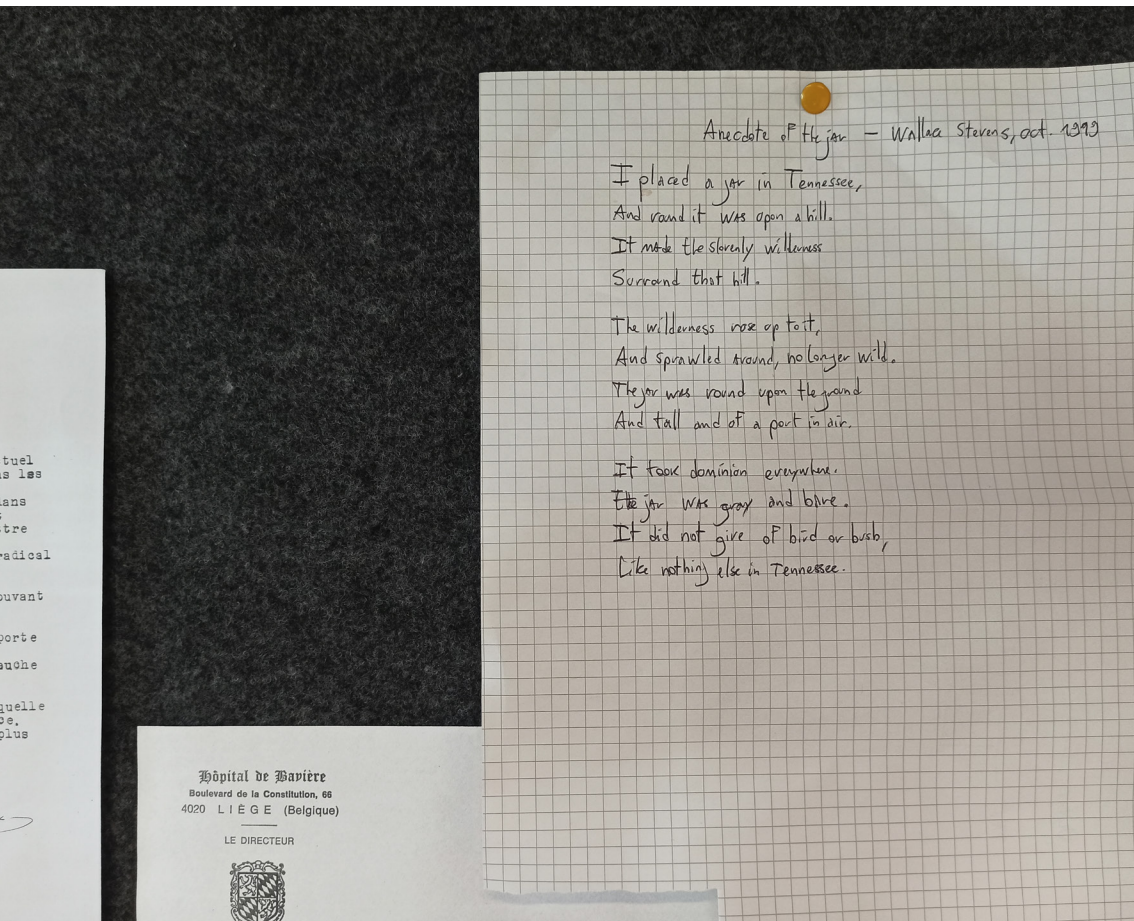 Anecdote of the jar — Wallace Stevens, oct. 1919
I placed a jar in Tennessee,
And round it was upon a hill.
It made the slovenly wilderness
Surround that hill.
The wilderness rose up to it,
And sprawled around, no longer wild.
The jar was round upon the ground
And tall and of a port in air.
It took dominion everywhere.
The jar was gray and bare.
It did not give of bird or bush,
Like nothing else in Tennessee.
tuel
s les
ans
tre
radical
ouvant
porte
auche
quelle
ce.
plus
Hôpital de Bavière
Boulevard de la Constitution, 66
4020 LIÈGE (Belgique)
LE DIRECTEUR